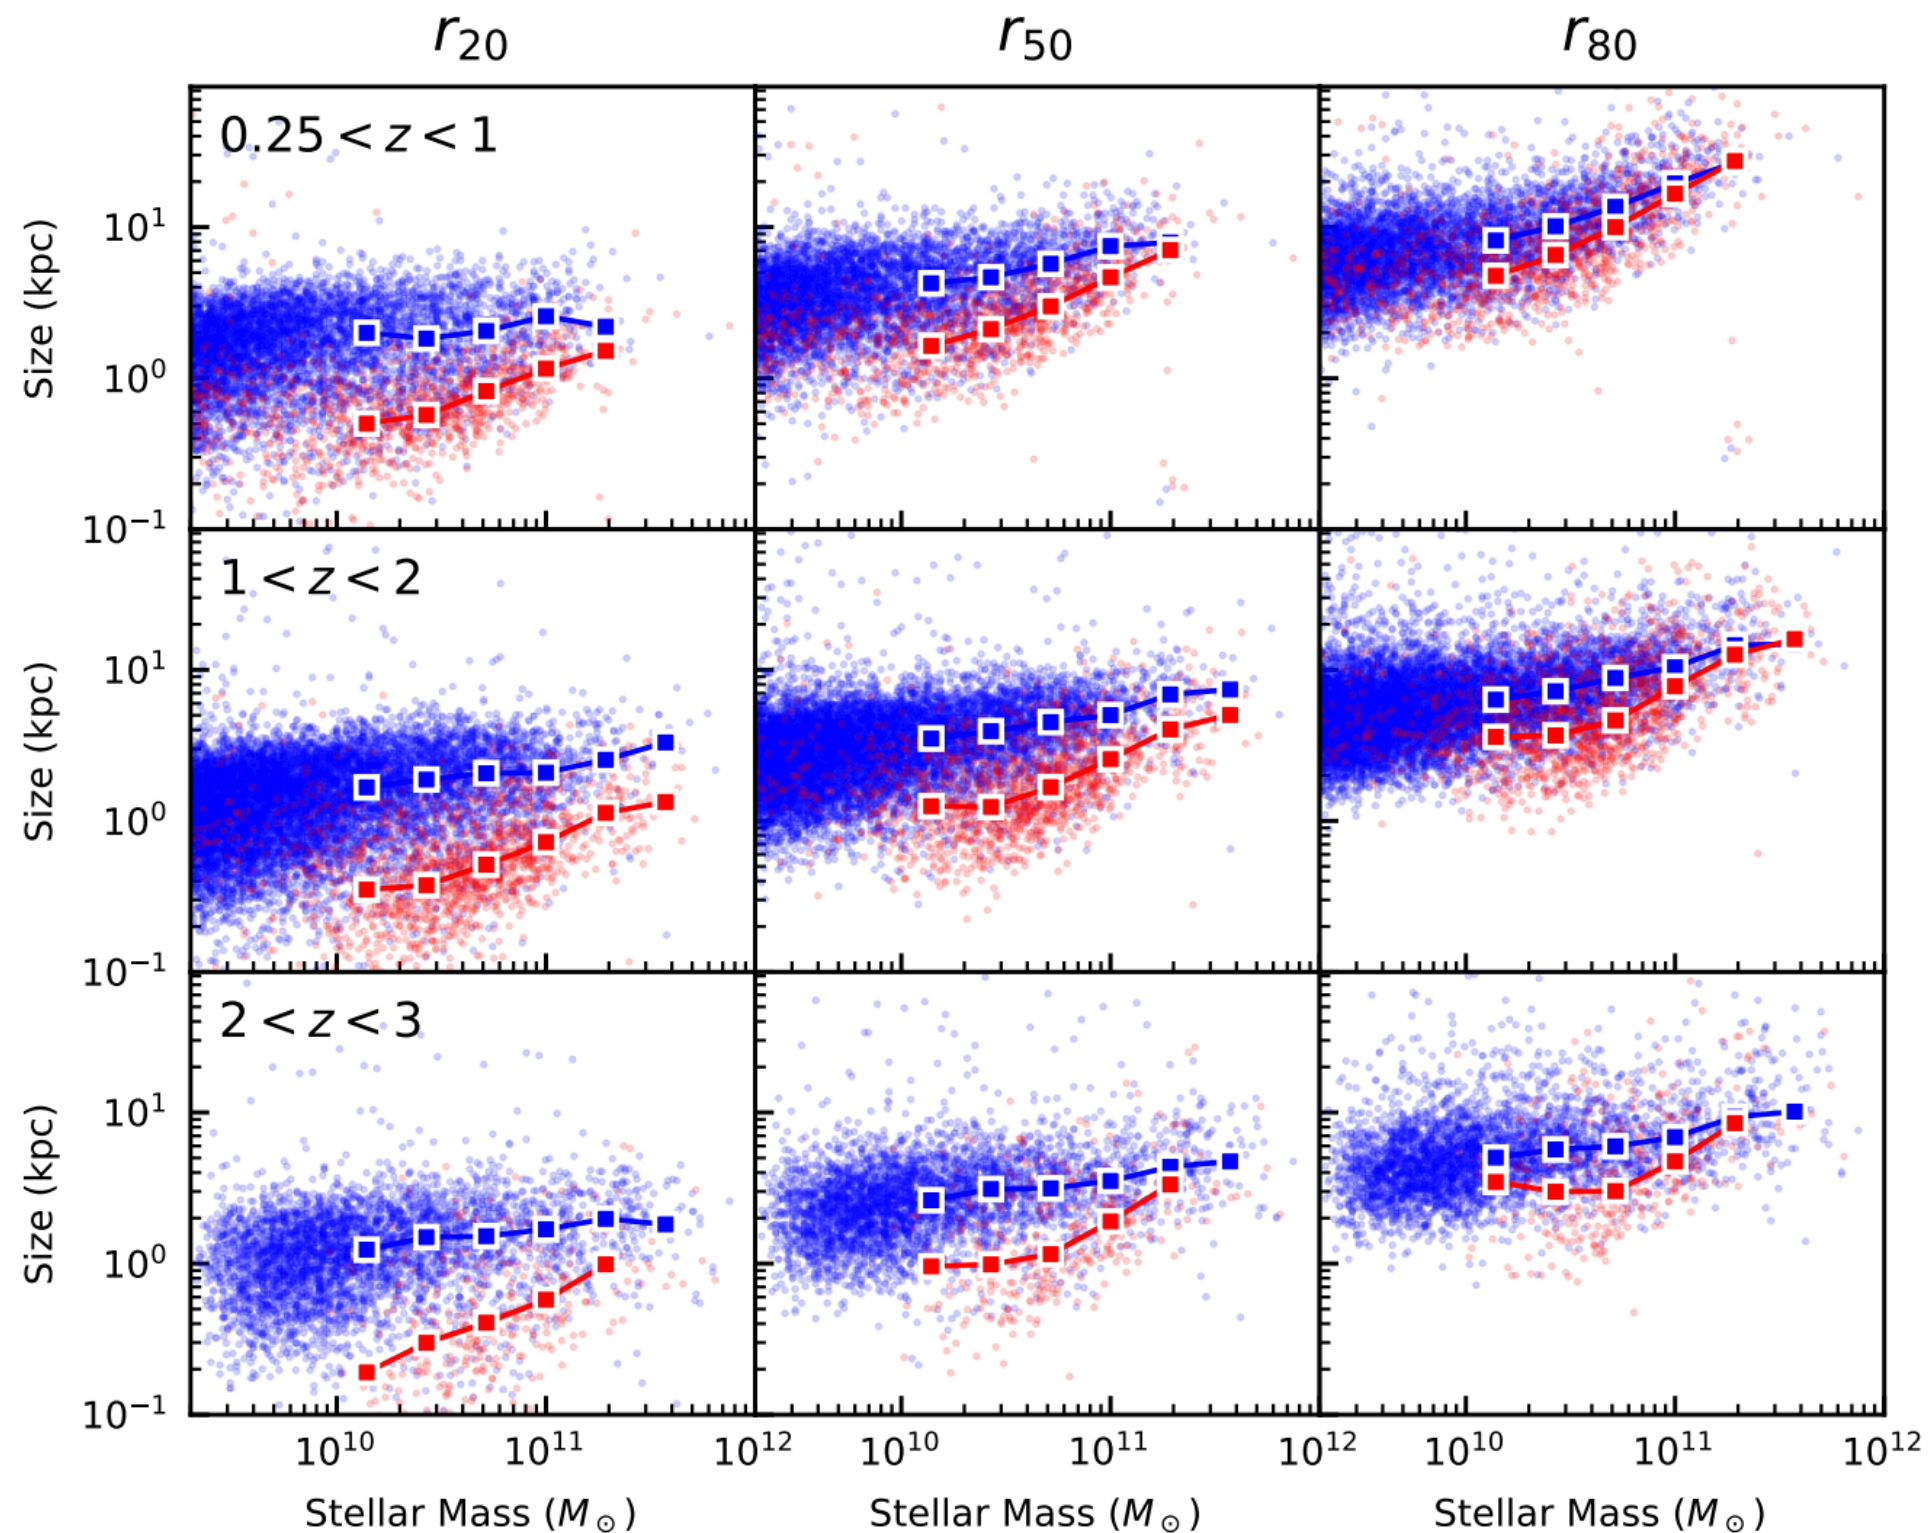 r20 r50 r80
0.25 < z < 1
Size (kpc)
10^1
10^0
10^-1
1 < z < 2
Size (kpc)
10^1
10^0
10^-1
2 < z < 3
Size (kpc)
10^1
10^0
10^-1
10^10 10^11 10^12 10^10 10^11 10^12 10^10 10^11 10^12
Stellar Mass (M⊙) Stellar Mass (M⊙) Stellar Mass (M⊙)